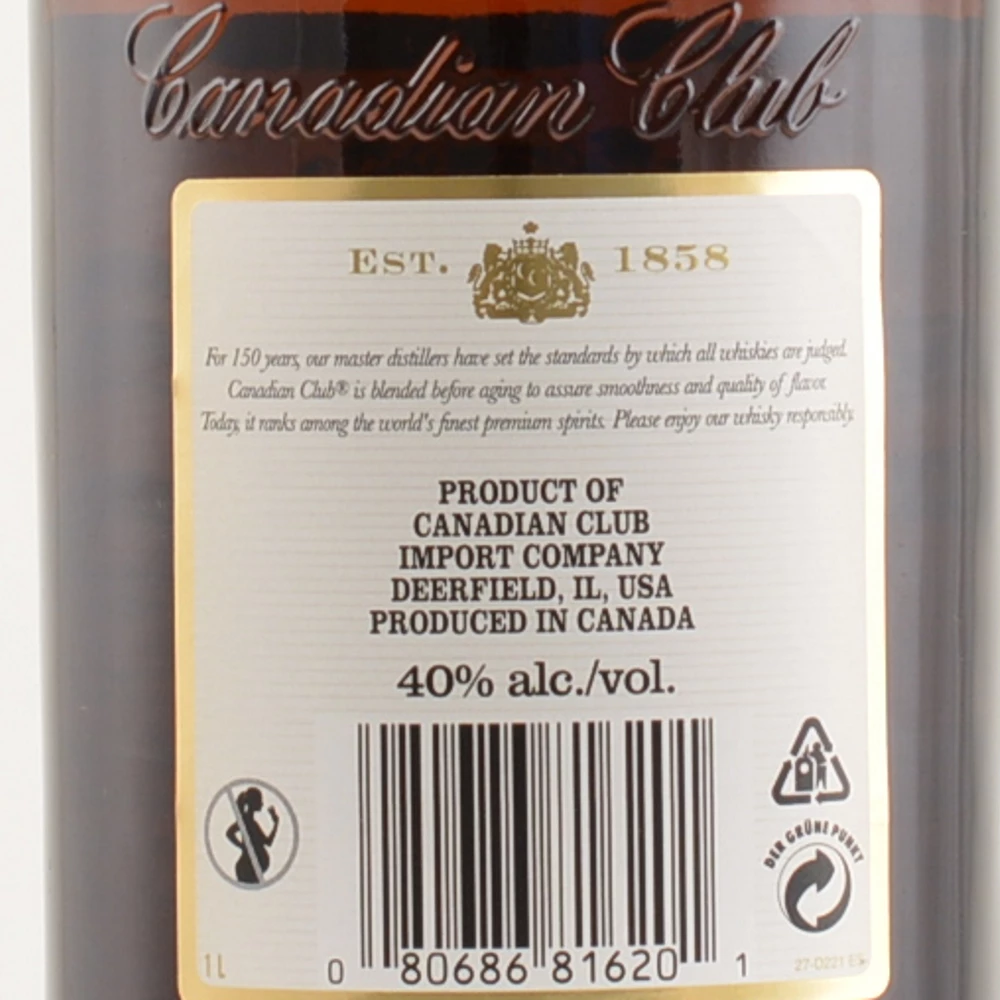 Canadian Club
EST. 1858
For 150 years, our master distillers have set the standards by which all whiskies are judged.
Canadian Club® is blended before aging to assure smoothness and quality of flavor.
Today, it ranks among the world's finest premium spirits. Please enjoy our whisky responsibly.
PRODUCT OF
CANADIAN CLUB
IMPORT COMPANY
DEERFIELD, IL, USA
PRODUCED IN CANADA
40% alc./vol.
DER GRÜNE PUNKT
1L
0 80686 81620 1
27-D221 ES